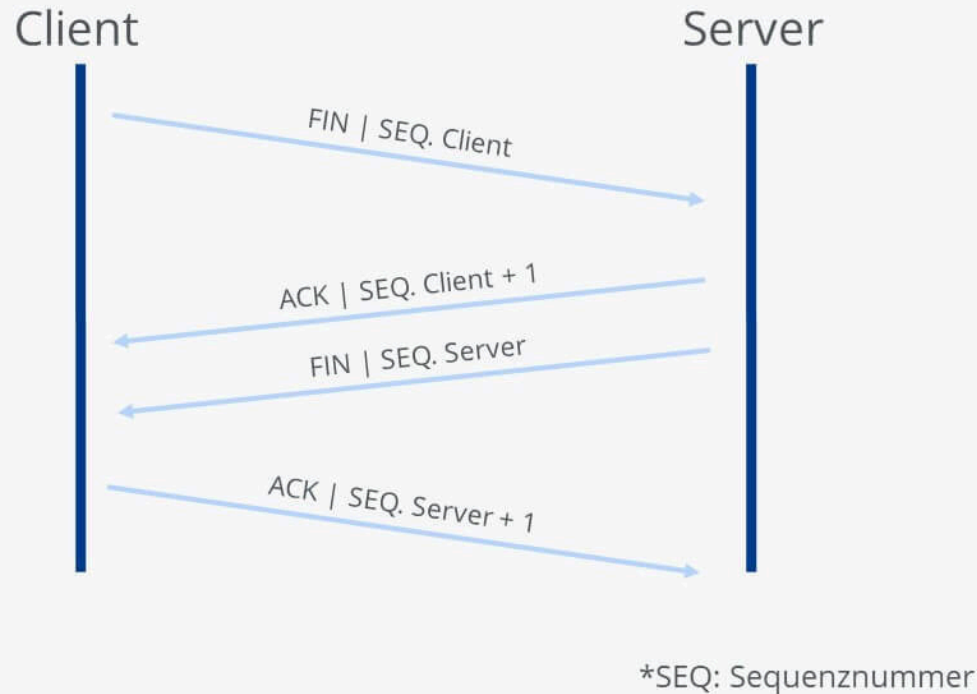 Client
Server
FIN | SEQ. Client
ACK | SEQ. Client + 1
FIN | SEQ. Server
ACK | SEQ. Server + 1
*SEQ: Sequenznummer